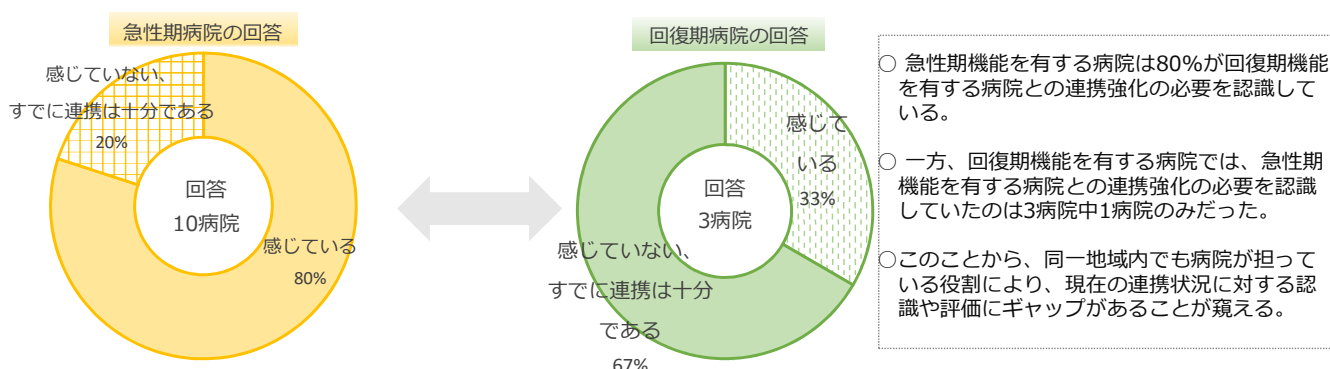 急性期病院の回答
感じていない、
すでに連携は十分である
20%
回答
10病院
感じている
80%
回復期病院の回答
感じて
いる
33%
回答
3病院
感じていない、
すでに連携は十分
である
67%
○ 急性期機能を有する病院は80%が回復期機能
を有する病院との連携強化の必要を認識して
いる。
○ 一方、回復期機能を有する病院では、急性期
機能を有する病院との連携強化の必要を認識
していたのは3病院中1病院のみだった。
○このことから、同一地域内でも病院が担って
いる役割により、現在の連携状況に対する認
識や評価にギャップがあることが窺える。